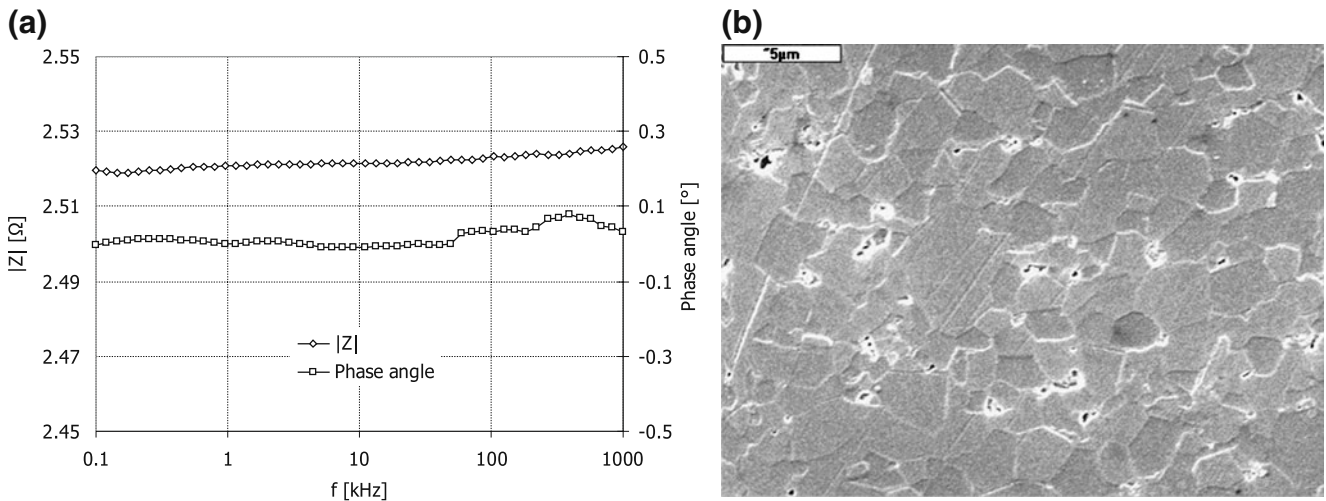 (a)
2.55
2.53
2.51
2.49
2.47
2.45
|Z| [Ω]
0.5
0.3
0.1
-0.1
-0.3
-0.5
Phase angle [°]
|Z|
Phase angle
0.1
1
10
100
1000
f [kHz]
(b)
5µm